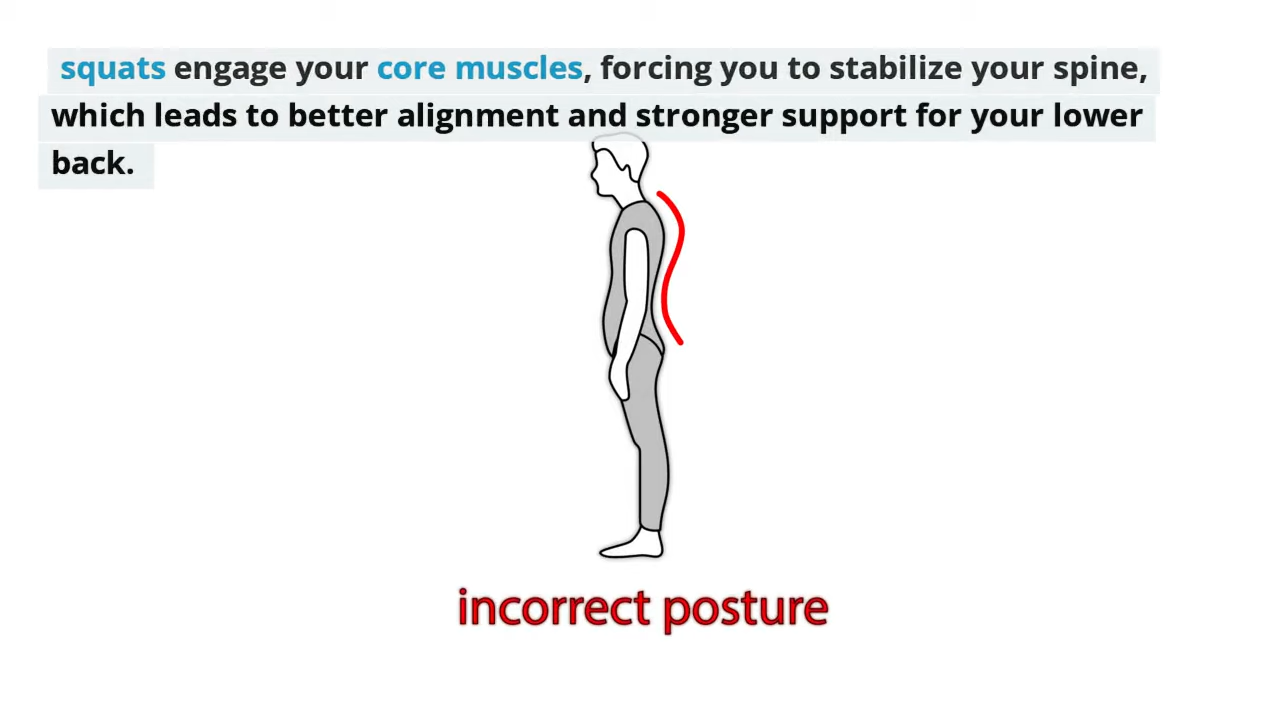 squats engage your core muscles, forcing you to stabilize your spine,
which leads to better alignment and stronger support for your lower
back.
incorrect posture